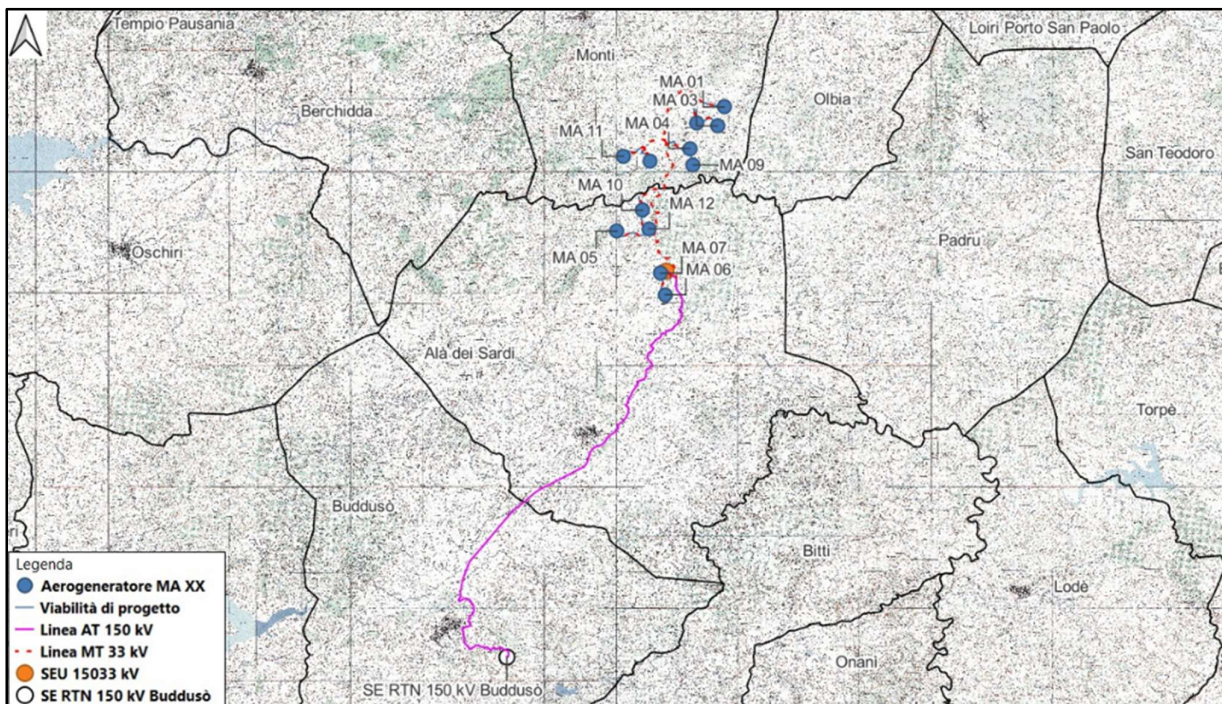 Tempio Pausania
Loiri Porto San Paolo
Monti
MA 01
MA 03
Olbia
Berchidda
MA 04
MA 11
San Teodoro
MA 09
MA 10
MA 12
Oschiri
Padru
MA 07
MA 05
MA 06
Alà dei Sardi
Torpè
Buddusò
Bitti
Lodè
Onanì
SE RTN 150 kV Buddusò
Legenda
Aerogeneratore MA XX
Viabilità di progetto
Linea AT 150 kV
Linea MT 33 kV
SEU 15033 kV
SE RTN 150 kV Buddusò